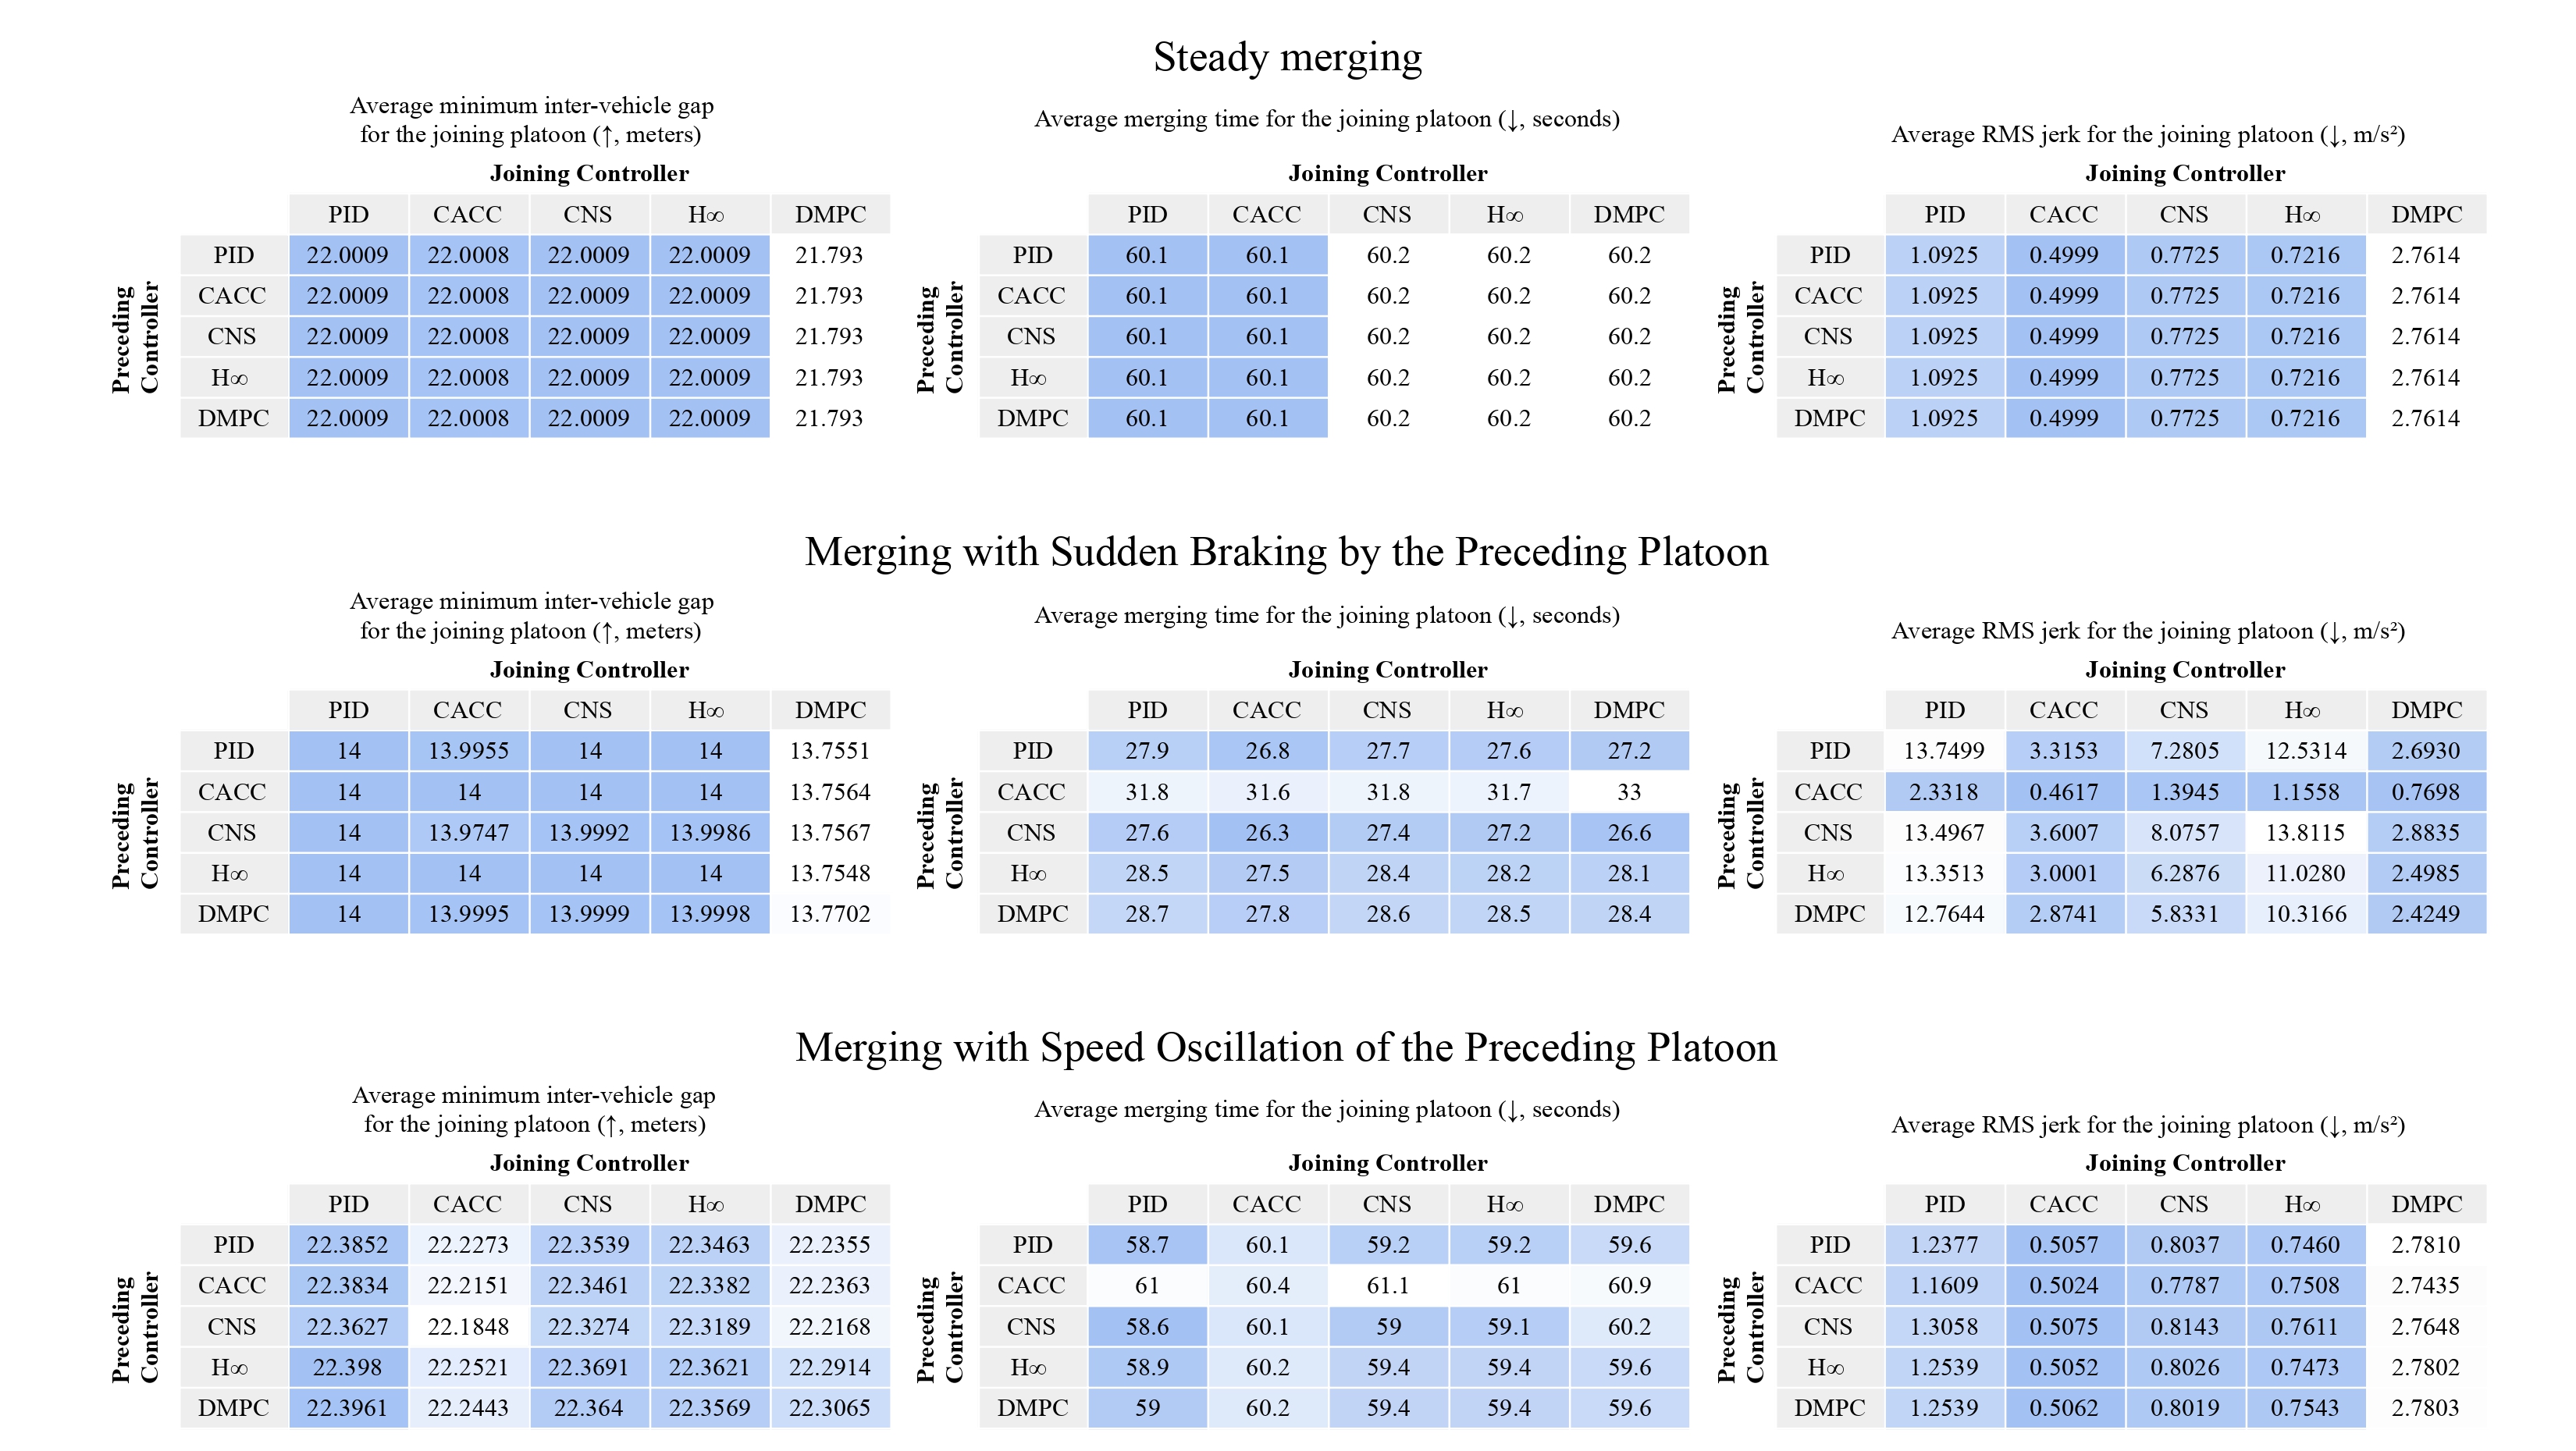 Steady merging
Average minimum inter-vehicle gap
for the joining platoon (↑, meters)
Joining Controller
PID CACC CNS H∞ DMPC
Preceding
Controller
PID 22.0009 22.0008 22.0009 22.0009 21.793
CACC 22.0009 22.0008 22.0009 22.0009 21.793
CNS 22.0009 22.0008 22.0009 22.0009 21.793
H∞ 22.0009 22.0008 22.0009 22.0009 21.793
DMPC 22.0009 22.0008 22.0009 22.0009 21.793
Average merging time for the joining platoon (↓, seconds)
Joining Controller
PID CACC CNS H∞ DMPC
Preceding
Controller
PID 60.1 60.1 60.2 60.2 60.2
CACC 60.1 60.1 60.2 60.2 60.2
CNS 60.1 60.1 60.2 60.2 60.2
H∞ 60.1 60.1 60.2 60.2 60.2
DMPC 60.1 60.1 60.2 60.2 60.2
Average RMS jerk for the joining platoon (↓, m/s²)
Joining Controller
PID CACC CNS H∞ DMPC
Preceding
Controller
PID 1.0925 0.4999 0.7725 0.7216 2.7614
CACC 1.0925 0.4999 0.7725 0.7216 2.7614
CNS 1.0925 0.4999 0.7725 0.7216 2.7614
H∞ 1.0925 0.4999 0.7725 0.7216 2.7614
DMPC 1.0925 0.4999 0.7725 0.7216 2.7614
Merging with Sudden Braking by the Preceding Platoon
Average minimum inter-vehicle gap
for the joining platoon (↑, meters)
Joining Controller
PID CACC CNS H∞ DMPC
Preceding
Controller
PID 14 13.9955 14 14 13.7551
CACC 14 14 14 14 13.7564
CNS 14 13.9747 13.9992 13.9986 13.7567
H∞ 14 14 14 14 13.7548
DMPC 14 13.9995 13.9999 13.9998 13.7702
Average merging time for the joining platoon (↓, seconds)
Joining Controller
PID CACC CNS H∞ DMPC
Preceding
Controller
PID 27.9 26.8 27.7 27.6 27.2
CACC 31.8 31.6 31.8 31.7 33
CNS 27.6 26.3 27.4 27.2 26.6
H∞ 28.5 27.5 28.4 28.2 28.1
DMPC 28.7 27.8 28.6 28.5 28.4
Average RMS jerk for the joining platoon (↓, m/s²)
Joining Controller
PID CACC CNS H∞ DMPC
Preceding
Controller
PID 13.7499 3.3153 7.2805 12.5314 2.6930
CACC 2.3318 0.4617 1.3945 1.1558 0.7698
CNS 13.4967 3.6007 8.0757 13.8115 2.8835
H∞ 13.3513 3.0001 6.2876 11.0280 2.4985
DMPC 12.7644 2.8741 5.8331 10.3166 2.4249
Merging with Speed Oscillation of the Preceding Platoon
Average minimum inter-vehicle gap
for the joining platoon (↑, meters)
Joining Controller
PID CACC CNS H∞ DMPC
Preceding
Controller
PID 22.3852 22.2273 22.3539 22.3463 22.2355
CACC 22.3834 22.2151 22.3461 22.3382 22.2363
CNS 22.3627 22.1848 22.3274 22.3189 22.2168
H∞ 22.398 22.2521 22.3691 22.3621 22.2914
DMPC 22.3961 22.2443 22.364 22.3569 22.3065
Average merging time for the joining platoon (↓, seconds)
Joining Controller
PID CACC CNS H∞ DMPC
Preceding
Controller
PID 58.7 60.1 59.2 59.2 59.6
CACC 61 60.4 61.1 61 60.9
CNS 58.6 60.1 59 59.1 60.2
H∞ 58.9 60.2 59.4 59.4 59.6
DMPC 59 60.2 59.4 59.4 59.6
Average RMS jerk for the joining platoon (↓, m/s²)
Joining Controller
PID CACC CNS H∞ DMPC
Preceding
Controller
PID 1.2377 0.5057 0.8037 0.7460 2.7810
CACC 1.1609 0.5024 0.7787 0.7508 2.7435
CNS 1.3058 0.5075 0.8143 0.7611 2.7648
H∞ 1.2539 0.5052 0.8026 0.7473 2.7802
DMPC 1.2539 0.5062 0.8019 0.7543 2.7803